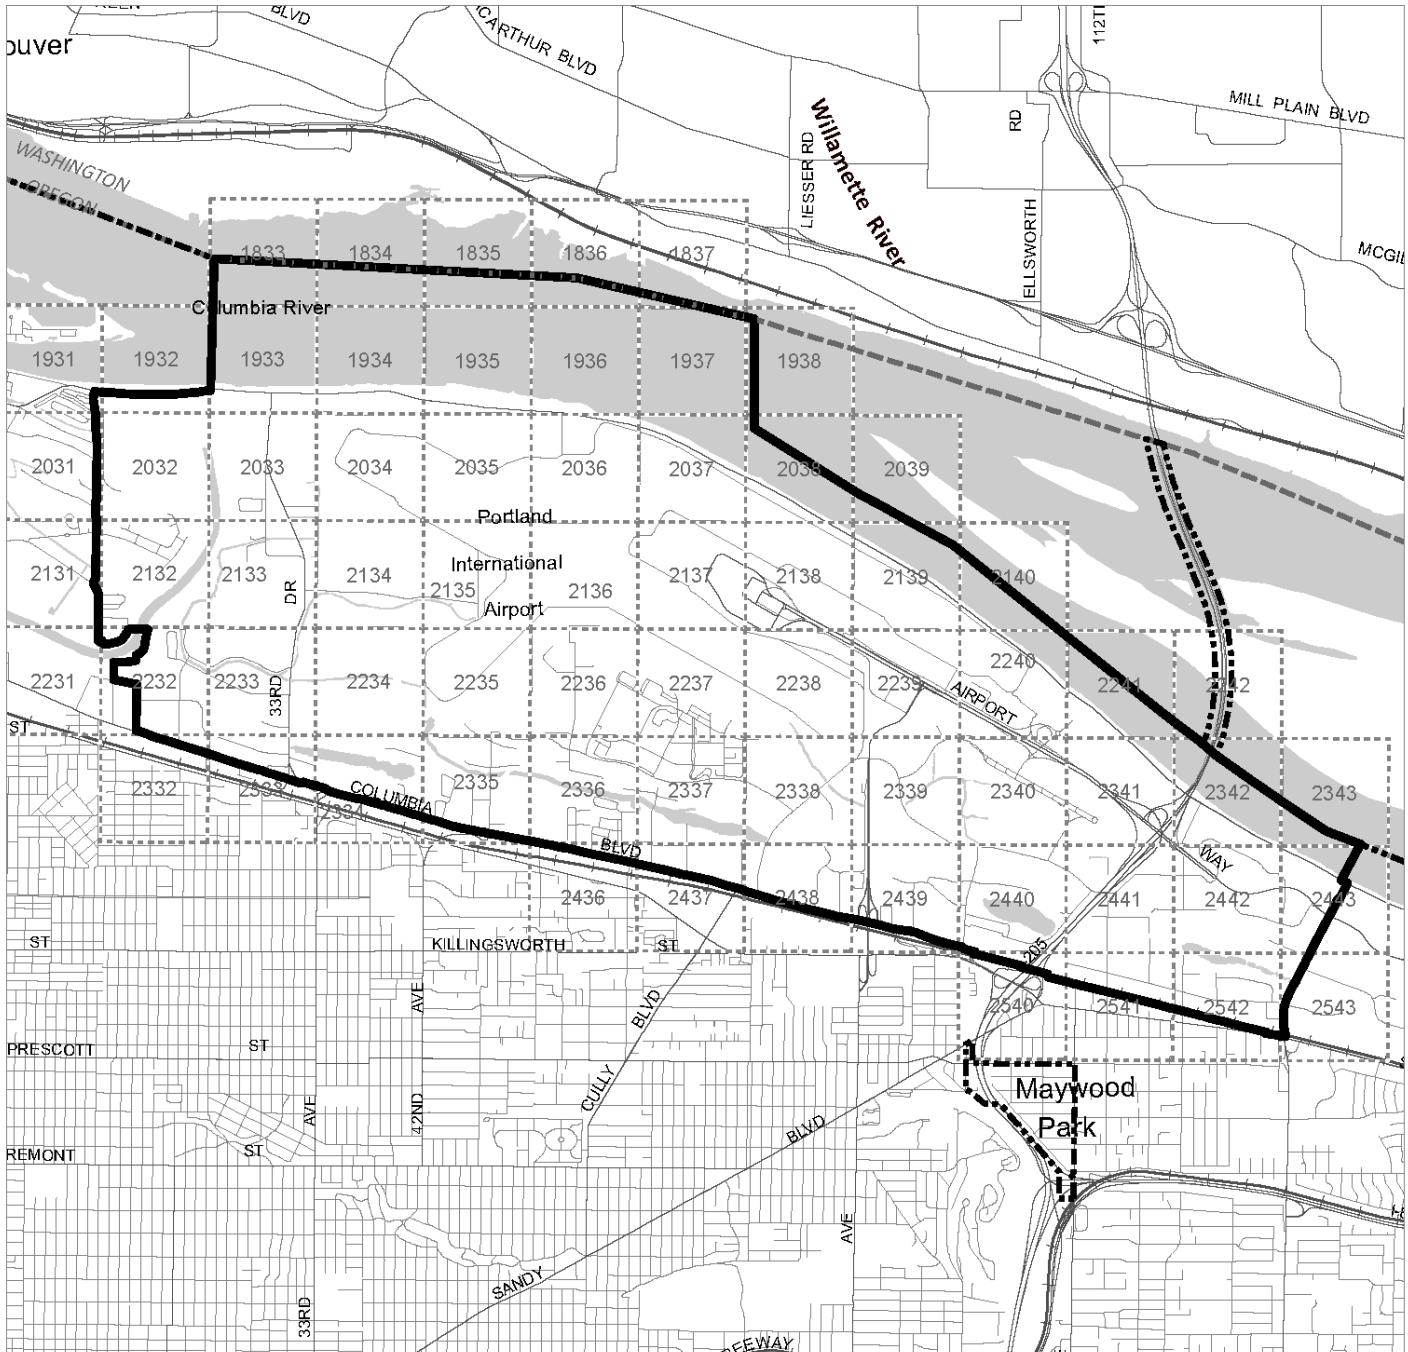 BLVD
CARTHUR BLVD
112TH
ouver
MILL PLAIN BLVD
RD
LIESSER RD
Willamette River
WASHINGTON
OREGON
ELLSWORTH
MCGIL
1833 1834 1835 1836 1837
Columbia River
1931 1932 1933 1934 1935 1936 1937 1938
2031 2032 2033 2034 2035 2036 2037 2038 2039
Portland
International
Airport
2131 2132 2133 2134 2135 2136 2137 2138 2139 2140
DR
2231 2232 2233 2234 2235 2236 2237 2238 2239 2240 2241 2242
33RD
AIRPORT
ST
2332 2333 2334 2335 2336 2337 2338 2339 2340 2341 2342 2343
COLUMBIA
BLVD
WAY
2436 2437 2438 2439 2440 2441 2442 2443
ST
KILLINGSWORTH ST
205
AVE
BLVD
2540 2541 2542 2543
PRESCOTT ST
Maywood
Park
CULLY
AVE
42ND
BLVD
REMONT ST
AVE
SANDY
33RD
EEWAY